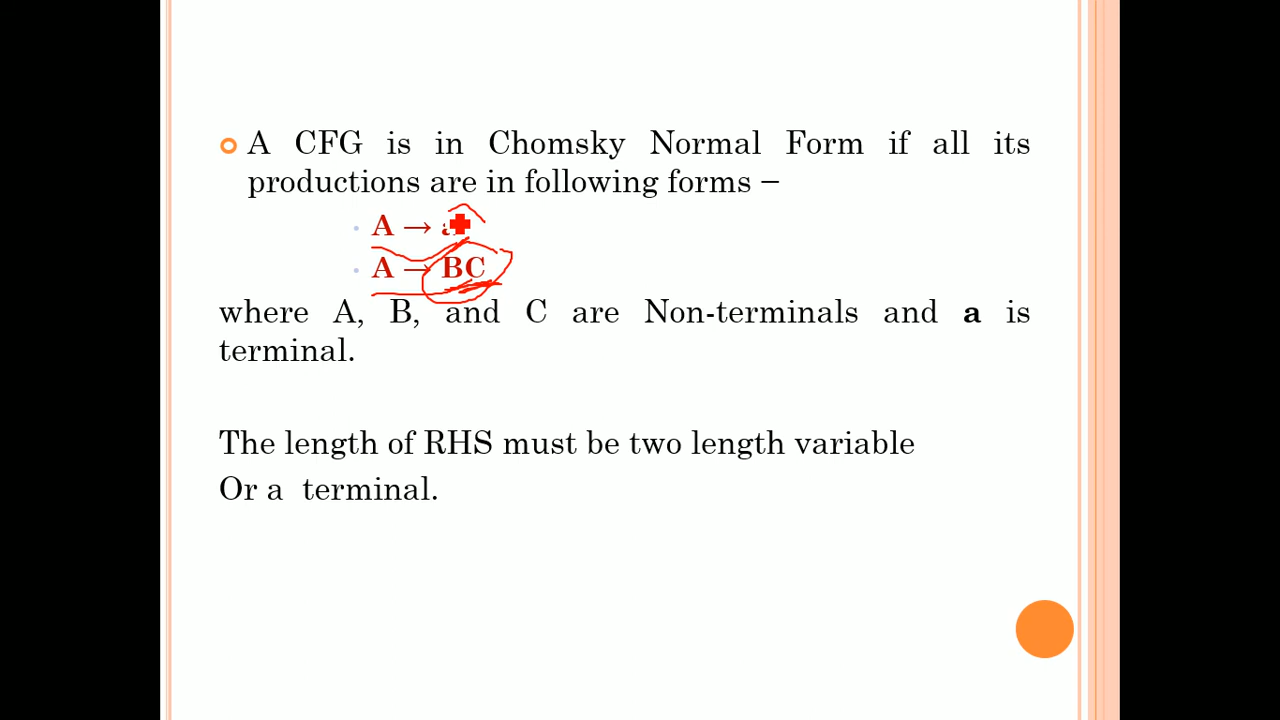 A CFG is in Chomsky Normal Form if all its
productions are in following forms −
A → a
A → BC
where A, B, and C are Non-terminals and a is
terminal.
The length of RHS must be two length variable
Or a terminal.